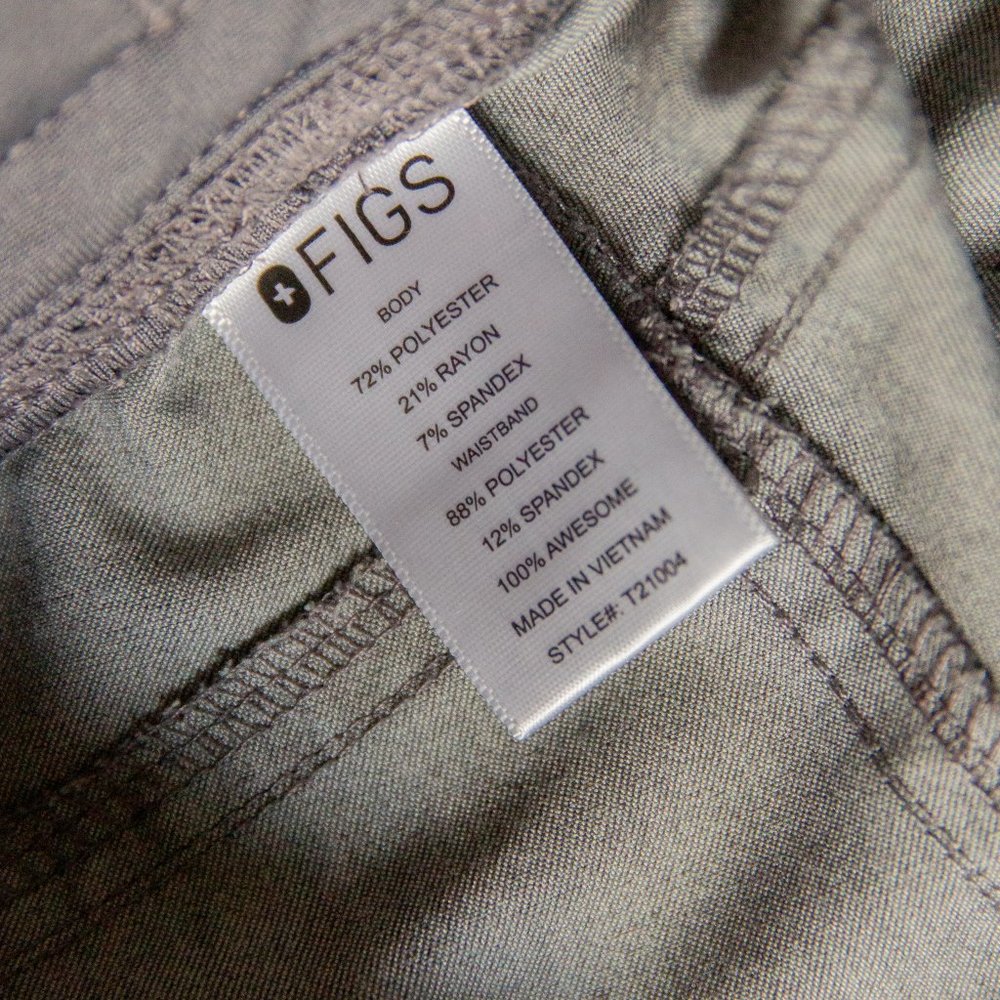 FIGS
BODY
72% POLYESTER
21% RAYON
7% SPANDEX
WAISTBAND
88% POLYESTER
12% SPANDEX
100% AWESOME
MADE IN VIETNAM
STYLE#: T21004